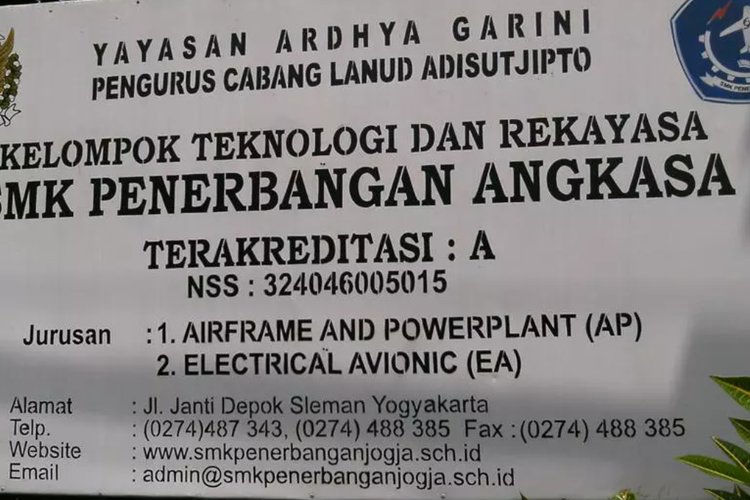 YAYASAN ARDHYA GARINI
PENGURUS CABANG LANUD ADISUTJIPTO
KELOMPOK TEKNOLOGI DAN REKAYASA
SMK PENERBANGAN ANGKASA
TERAKREDITASI : A
NSS : 324046005015
Jurusan : 1. AIRFRAME AND POWERPLANT (AP)
2. ELECTRICAL AVIONIC (EA)
Alamat : Jl. Janti Depok Sleman Yogyakarta
Telp. : (0274)487 343, (0274) 488 385 Fax : (0274) 488 385
Website : www.smkpenerbanganjogja.sch.id
Email : admin@smkpenerbanganjogja.sch.id